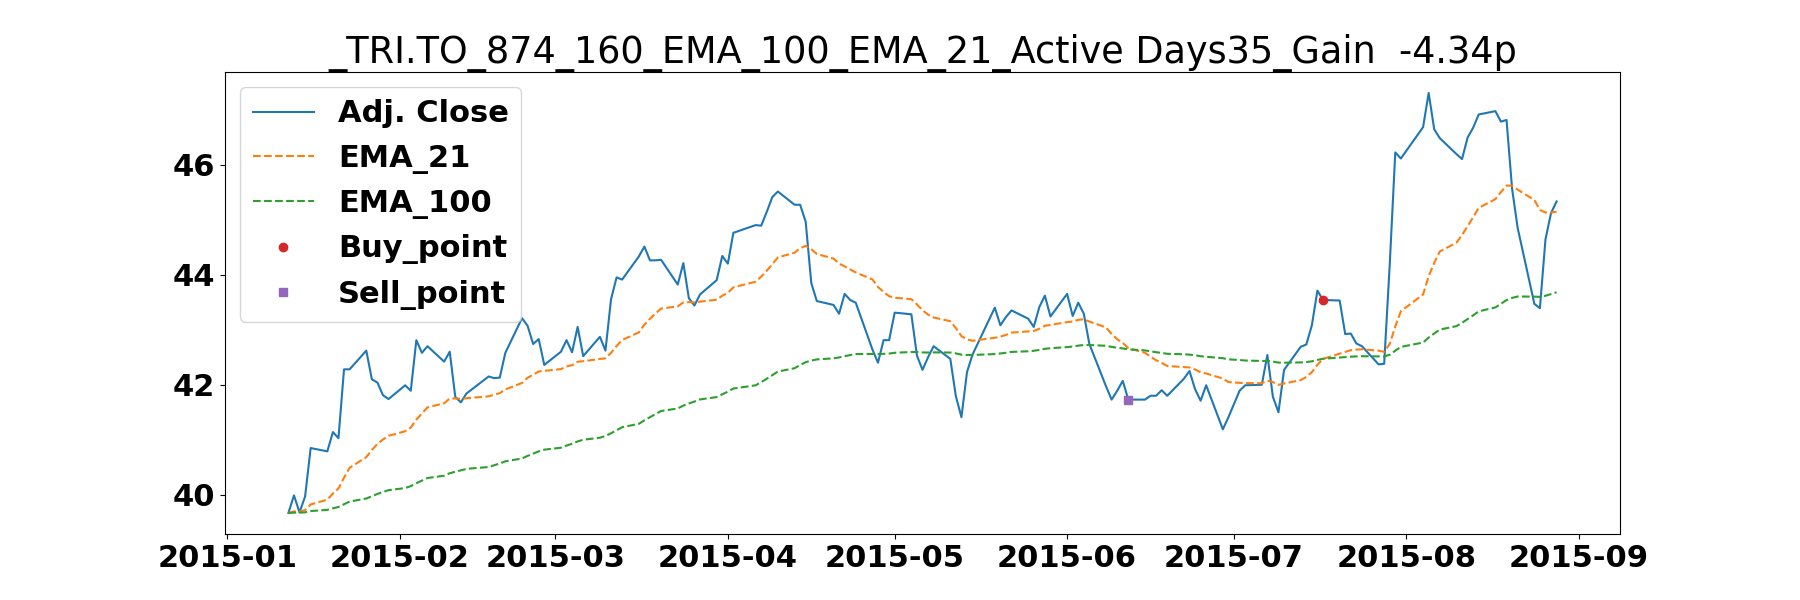 _TRI.TO_874_160_EMA_100_EMA_21_Active Days35_Gain  -4.34p
Adj. Close
EMA_21
EMA_100
Buy_point
Sell_point
46
44
42
40
2015-01 2015-02 2015-03 2015-04 2015-05 2015-06 2015-07 2015-08 2015-09